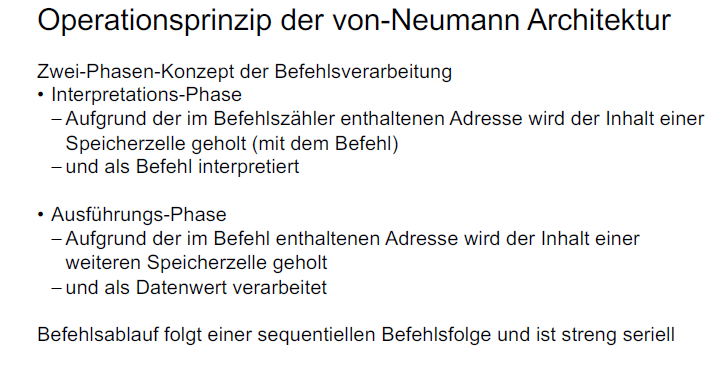 Operationsprinzip der von-Neumann Architektur
Zwei-Phasen-Konzept der Befehlsverarbeitung
• Interpretations-Phase
– Aufgrund der im Befehlszähler enthaltenen Adresse wird der Inhalt einer
Speicherzelle geholt (mit dem Befehl)
– und als Befehl interpretiert
• Ausführungs-Phase
– Aufgrund der im Befehl enthaltenen Adresse wird der Inhalt einer
weiteren Speicherzelle geholt
– und als Datenwert verarbeitet
Befehlsablauf folgt einer sequentiellen Befehlsfolge und ist streng seriell